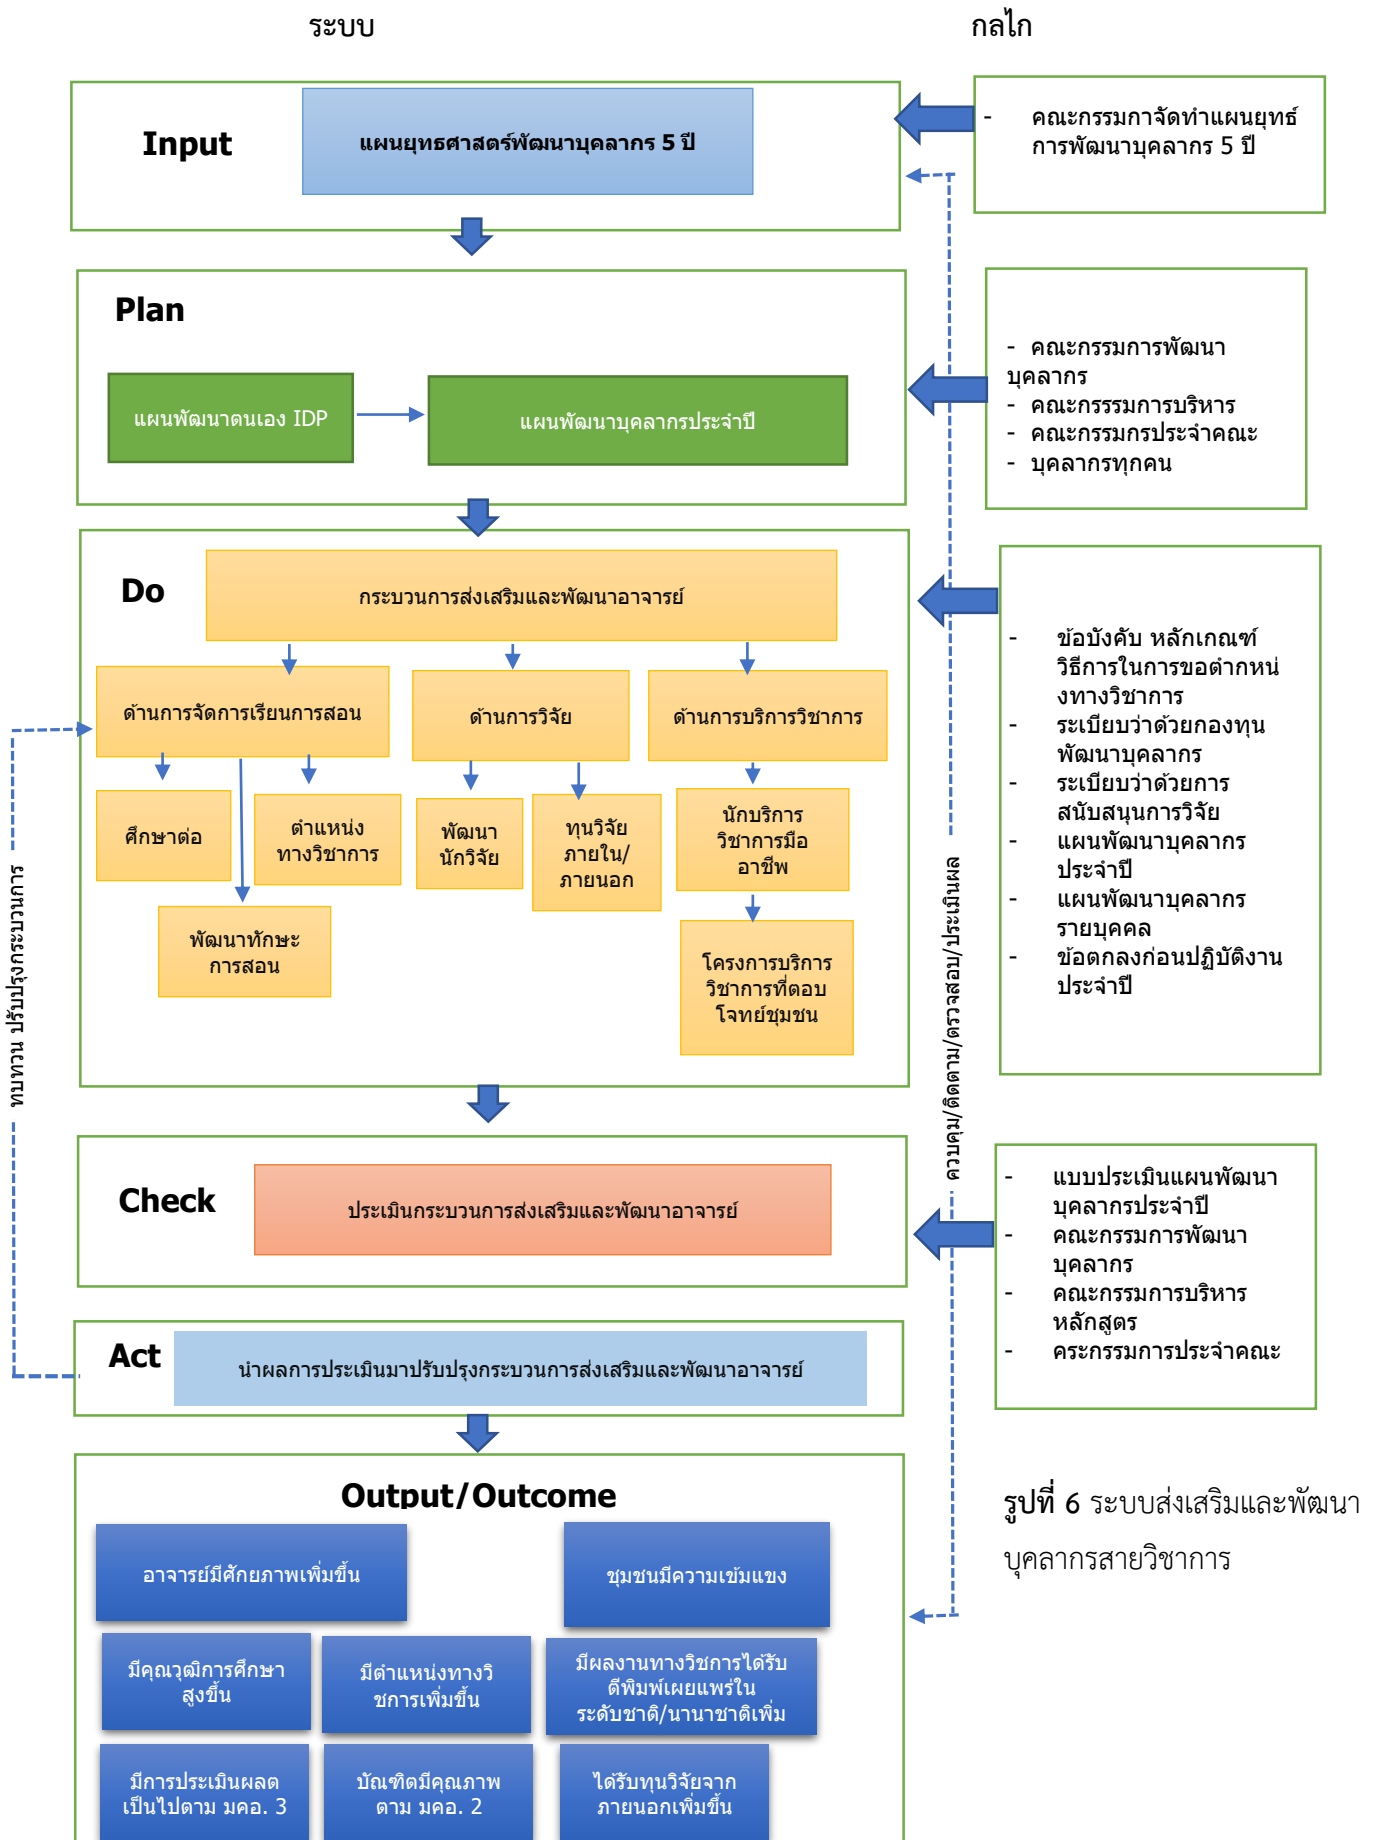 ระบบ
กลไก
Input
แผนยุทธศาสตร์พัฒนาบุคลากร 5 ปี
- คณะกรรมกาจัดทำแผนยุทธ์
การพัฒนาบุคลากร 5 ปี
Plan
แผนพัฒนาตนเอง IDP
แผนพัฒนาบุคลากรประจำปี
- คณะกรรมการพัฒนา
บุคลากร
- คณะกรรรมการบริหาร
- คณะกรรมกรประจำคณะ
- บุคลากรทุกคน
Do
กระบวนการส่งเสริมและพัฒนาอาจารย์
ด้านการจัดการเรียนการสอน
ด้านการวิจัย
ด้านการบริการวิชาการ
ศึกษาต่อ
ตำแหน่ง
ทางวิชาการ
พัฒนา
นักวิจัย
ทุนวิจัย
ภายใน/
ภายนอก
นักบริการ
วิชาการมือ
อาชีพ
พัฒนาทักษะ
การสอน
โครงการบริการ
วิชาการที่ตอบ
โจทย์ชุมชน
- ข้อบังคับ หลักเกณฑ์
วิธีการในการขอตำกหน่
งทางวิชาการ
- ระเบียบว่าด้วยกองทุน
พัฒนาบุคลากร
- ระเบียบว่าด้วยการ
สนับสนุนการวิจัย
- แผนพัฒนาบุคลากร
ประจำปี
- แผนพัฒนาบุคลากร
รายบุคคล
- ข้อตกลงก่อนปฏิบัติงาน
ประจำปี
ทบทวน ปรับปรุงกระบวนการ
ควบคุม/ติดตาม/ตรวจสอบ/ประเมินผล
Check
ประเมินกระบวนการส่งเสริมและพัฒนาอาจารย์
- แบบประเมินแผนพัฒนา
บุคลากรประจำปี
- คณะกรรมการพัฒนา
บุคลากร
- คณะกรรมการบริหาร
หลักสูตร
- คระกรรมการประจำคณะ
Act
นำผลการประเมินมาปรับปรุงกระบวนการส่งเสริมและพัฒนาอาจารย์
Output/Outcome
อาจารย์มีศักยภาพเพิ่มขึ้น
ชุมชนมีความเข้มแขง
มีคุณวุฒิการศึกษา
สูงขึ้น
มีตำแหน่งทางวิ
ชการเพิ่มขึ้น
มีผลงานทางวิชการได้รับ
ตีพิมพ์เผยแพร่ใน
ระดับชาติ/นานาชาติเพิ่ม
มีการประเมินผลต
เป็นไปตาม มคอ. 3
บัณฑิตมีคุณภาพ
ตาม มคอ. 2
ได้รับทุนวิจัยจาก
ภายนอกเพิ่มขึ้น
รูปที่ 6 ระบบส่งเสริมและพัฒนา
บุคลากรสายวิชาการ